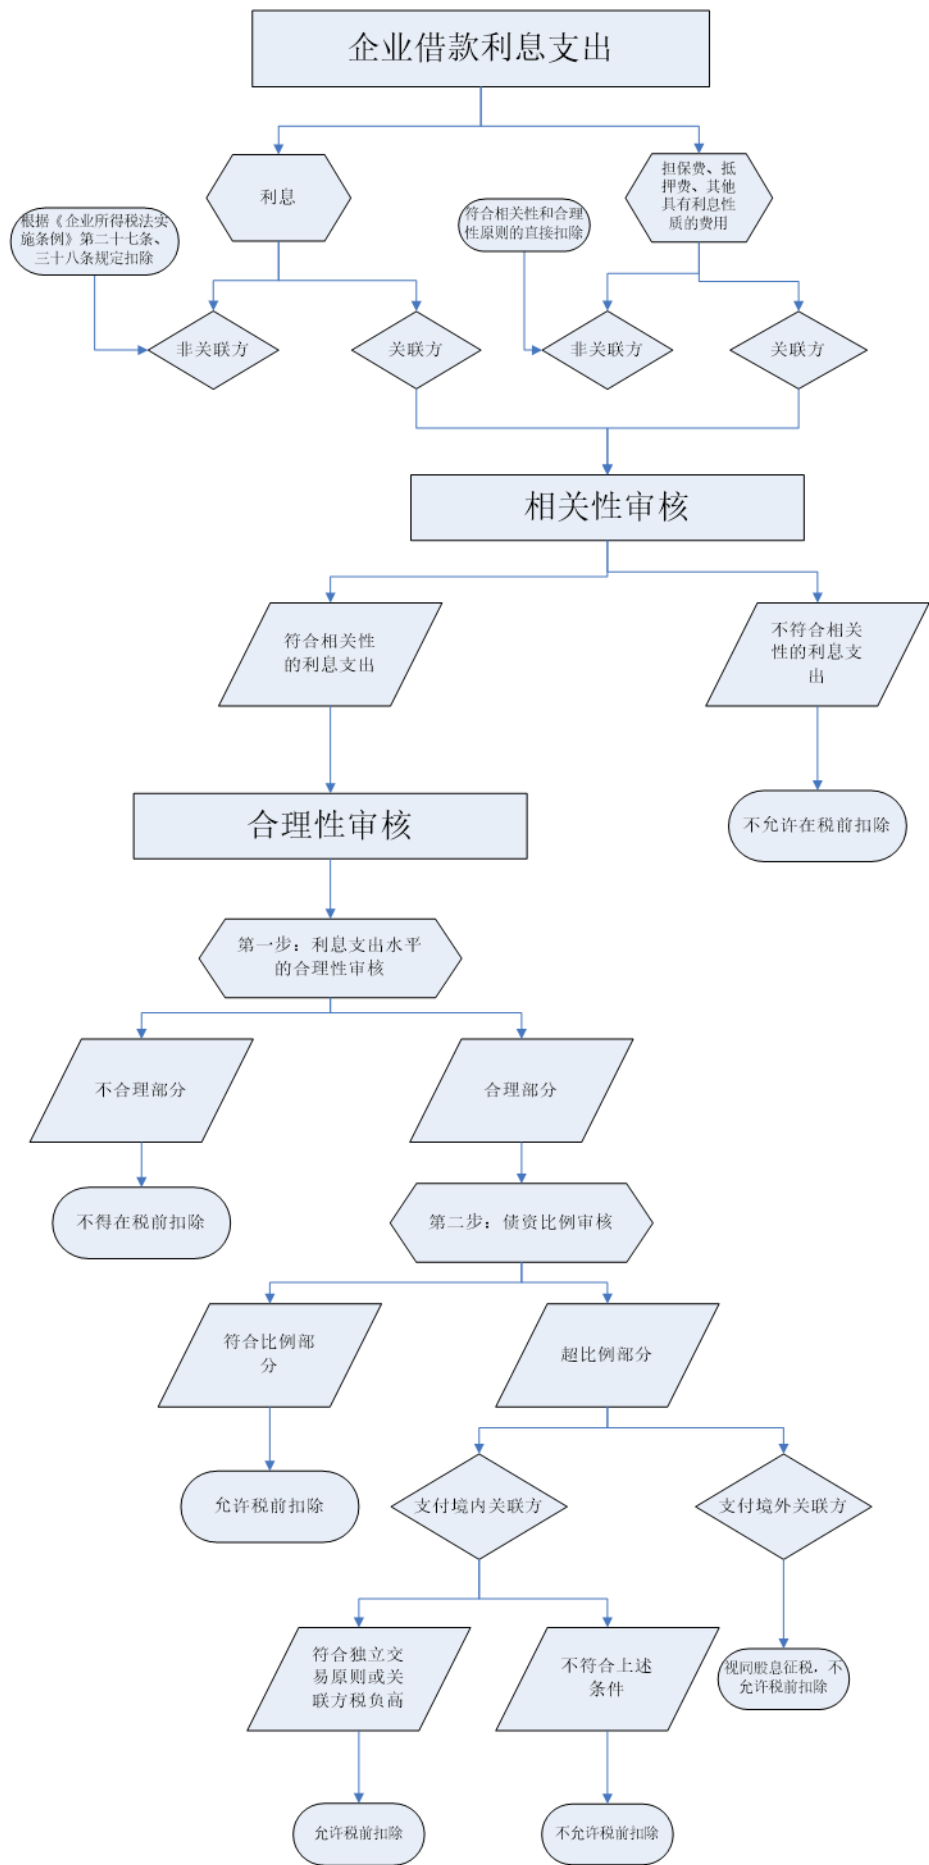 企业借款利息支出
利息
担保费、抵
押费、其他
具有利息性
质的费用
根据《企业所得税法实
施条例》第二十七条、
三十八条规定扣除
符合相关性和合理
性原则的直接扣除
非关联方
关联方
非关联方
关联方
相关性审核
符合相关性
的利息支出
不符合相关
性的利息支
出
合理性审核
不允许在税前扣除
第一步：利息支出水平
的合理性审核
不合理部分
合理部分
不得在税前扣除
第二步：债资比例审核
符合比例部
分
超比例部分
允许税前扣除
支付境内关联方
支付境外关联方
符合独立交
易原则或关
联方税负高
不符合上述
条件
视同股息征税，不
允许税前扣除
允许税前扣除
不允许税前扣除